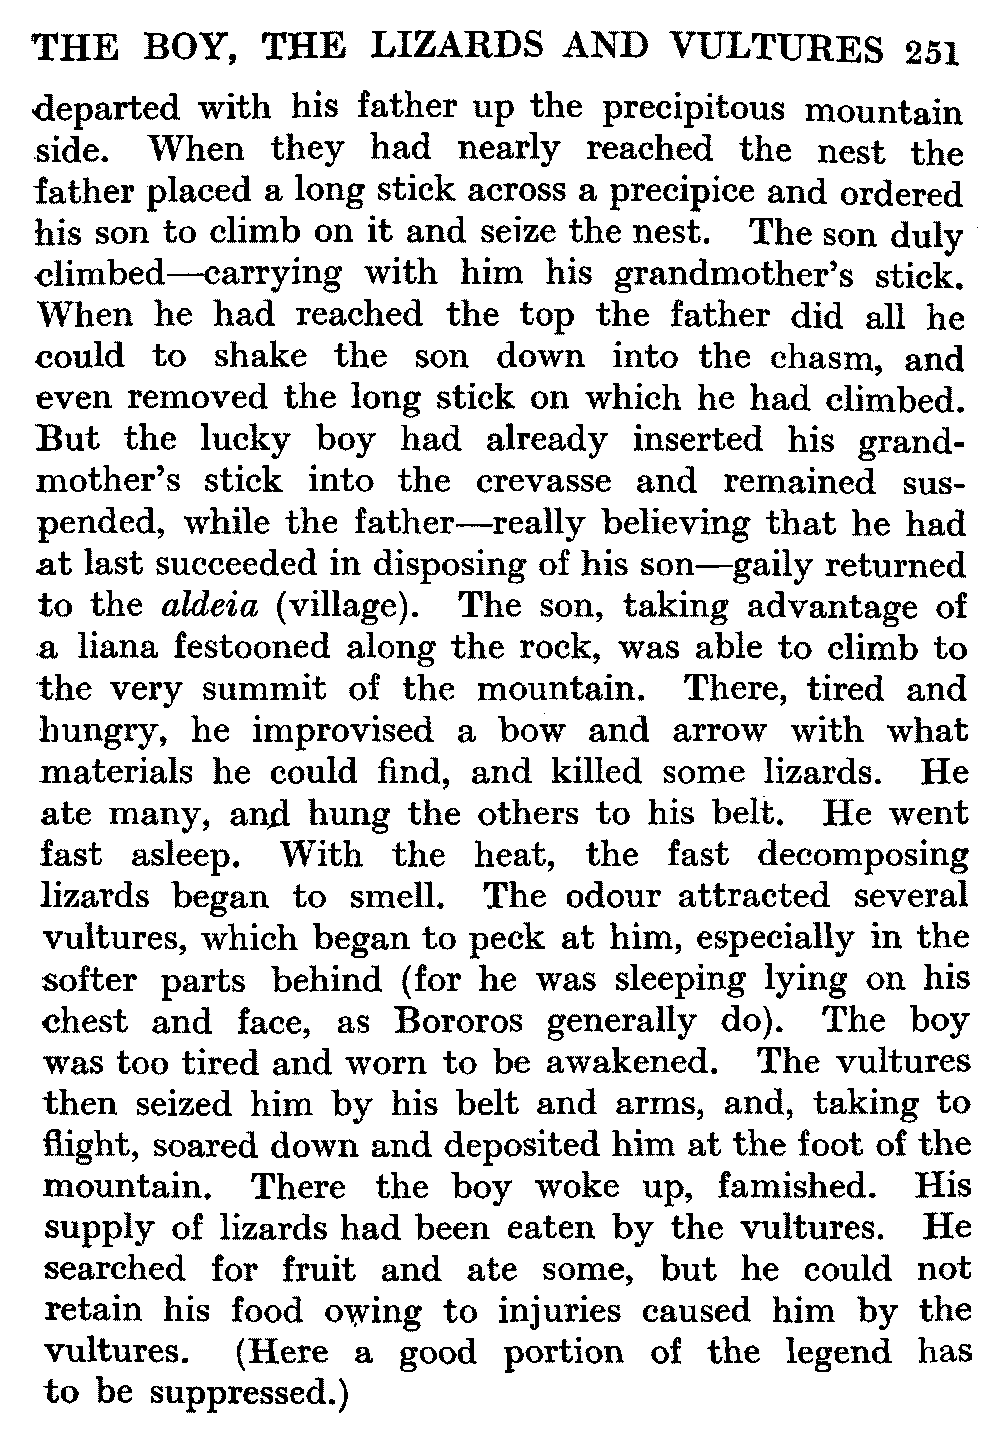 THE BOY, THE LIZARDS AND VULTURES 251
departed with his father up the precipitous mountain
side. When they had nearly reached the nest the
father placed a long stick across a precipice and ordered
his son to climb on it and seize the nest. The son duly
climbed—carrying with him his grandmother's stick.
When he had reached the top the father did all he
could to shake the son down into the chasm, and
even removed the long stick on which he had climbed.
But the lucky boy had already inserted his grand-
mother's stick into the crevasse and remained sus-
pended, while the father—really believing that he had
at last succeeded in disposing of his son—gaily returned
to the aldeia (village). The son, taking advantage of
a liana festooned along the rock, was able to climb to
the very summit of the mountain. There, tired and
hungry, he improvised a bow and arrow with what
materials he could find, and killed some lizards. He
ate many, and hung the others to his belt. He went
fast asleep. With the heat, the fast decomposing
lizards began to smell. The odour attracted several
vultures, which began to peck at him, especially in the
softer parts behind (for he was sleeping lying on his
chest and face, as Bororos generally do). The boy
was too tired and worn to be awakened. The vultures
then seized him by his belt and arms, and, taking to
flight, soared down and deposited him at the foot of the
mountain. There the boy woke up, famished. His
supply of lizards had been eaten by the vultures. He
searched for fruit and ate some, but he could not
retain his food owing to injuries caused him by the
vultures. (Here a good portion of the legend has
to be suppressed.)